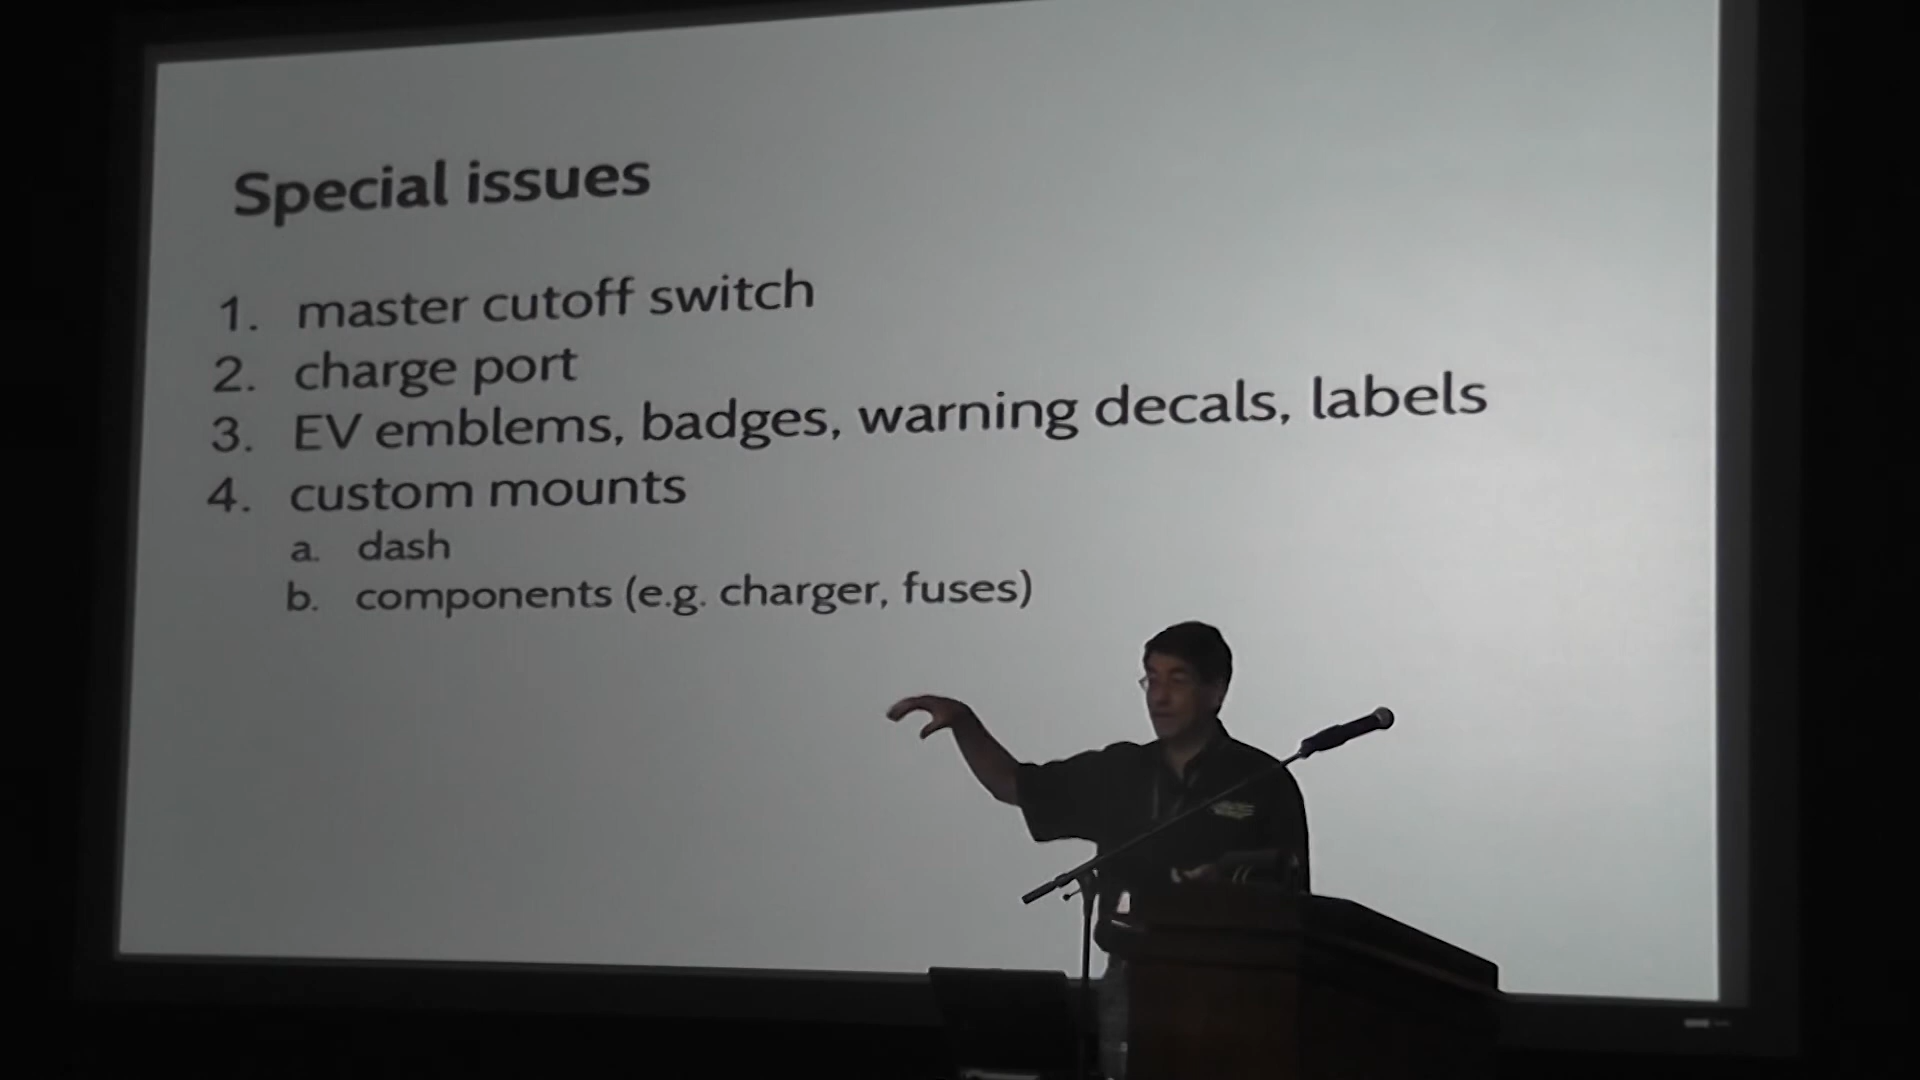 Special issues
1. master cutoff switch
2. charge port
3. EV emblems, badges, warning decals, labels
4. custom mounts
a. dash
b. components (e.g. charger, fuses)